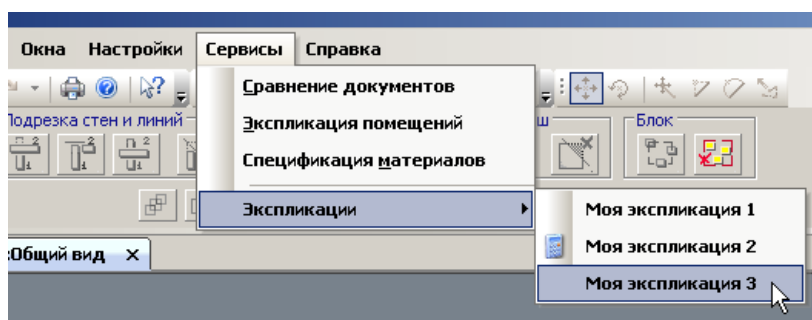 Окна Настройки Сервисы Справка
Сравнение документов
Экспликация помещений
Спецификация материалов
Экспликации
Моя экспликация 1
Моя экспликация 2
Моя экспликация 3
Подрезка стен и линий
Блок
:Общий вид x